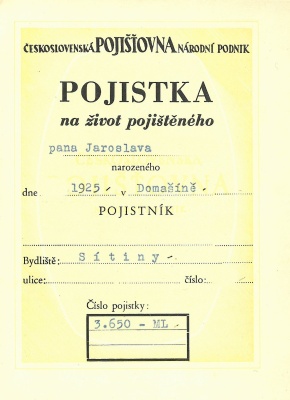 ČESKOSLOVENSKÁ POJIŠŤOVNA NÁRODNÍ PODNIK
POJISTKA
na život pojištěného
pana Jaroslava
narozeného
dne 1925 v Domašíně
POJISTNÍK
Bydliště: Sítiny
ulice: číslo:
Číslo pojistky:
3.650 - ML